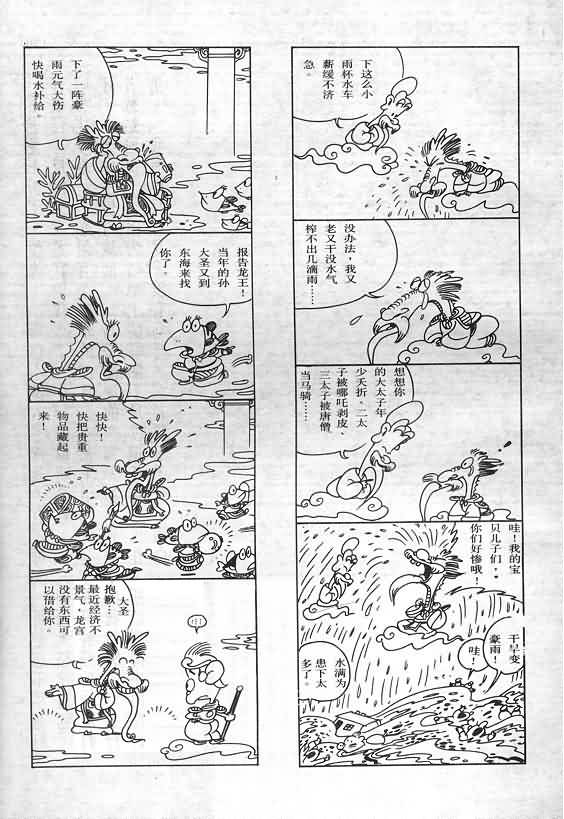 下这么小
雨杯水车
薪缓不济
急。
没办法，我又
老又干没水气
榨不出几滴雨……
想想你
的大太子年
少夭折．二太
子被哪吒剥皮．
三太子被唐僧
当马骑……
哇！我的宝
贝儿子们．．
你们好惨哦！
干旱变
豪雨！
哇！
水满为
患下太
多了。
下了一阵豪
雨元气大伤
快喝水补给。
报告龙王！
当年的孙
大圣又到
东海来找
你了。
快快！
快把贵重
物品藏起
来！
大圣
抱歉…
最近经济不
景气．龙宫
没有东西可
以借给你。
!!!